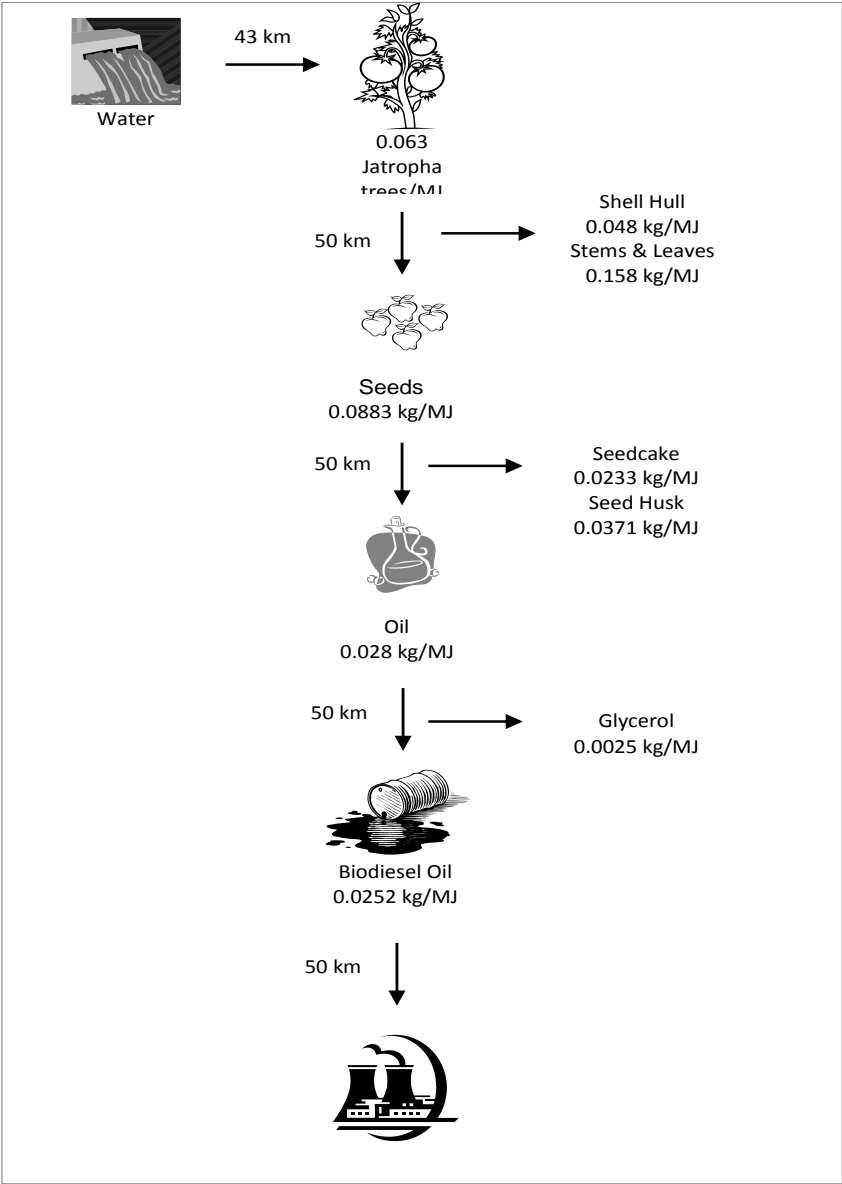 43 km
Water
0.063
Jatropha
trees/MJ
50 km
Shell Hull
0.048 kg/MJ
Stems & Leaves
0.158 kg/MJ
Seeds
0.0883 kg/MJ
50 km
Seedcake
0.0233 kg/MJ
Seed Husk
0.0371 kg/MJ
Oil
0.028 kg/MJ
50 km
Glycerol
0.0025 kg/MJ
Biodiesel Oil
0.0252 kg/MJ
50 km